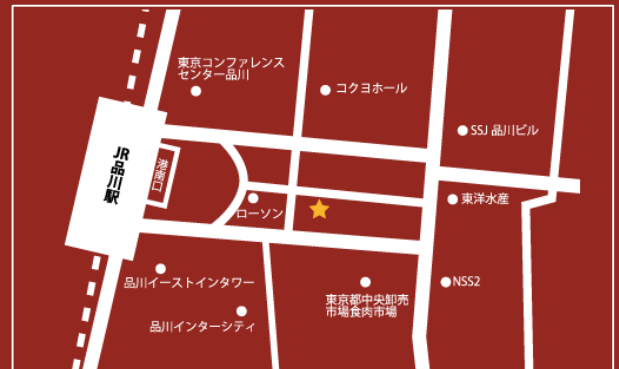 東京コンファレンス
センター品川
コクヨホール
SSJ 品川ビル
JR品川駅
港南口
ローソン
東洋水産
品川イーストインタワー
東京都中央卸売
市場食肉市場
NSS2
品川インターシティ